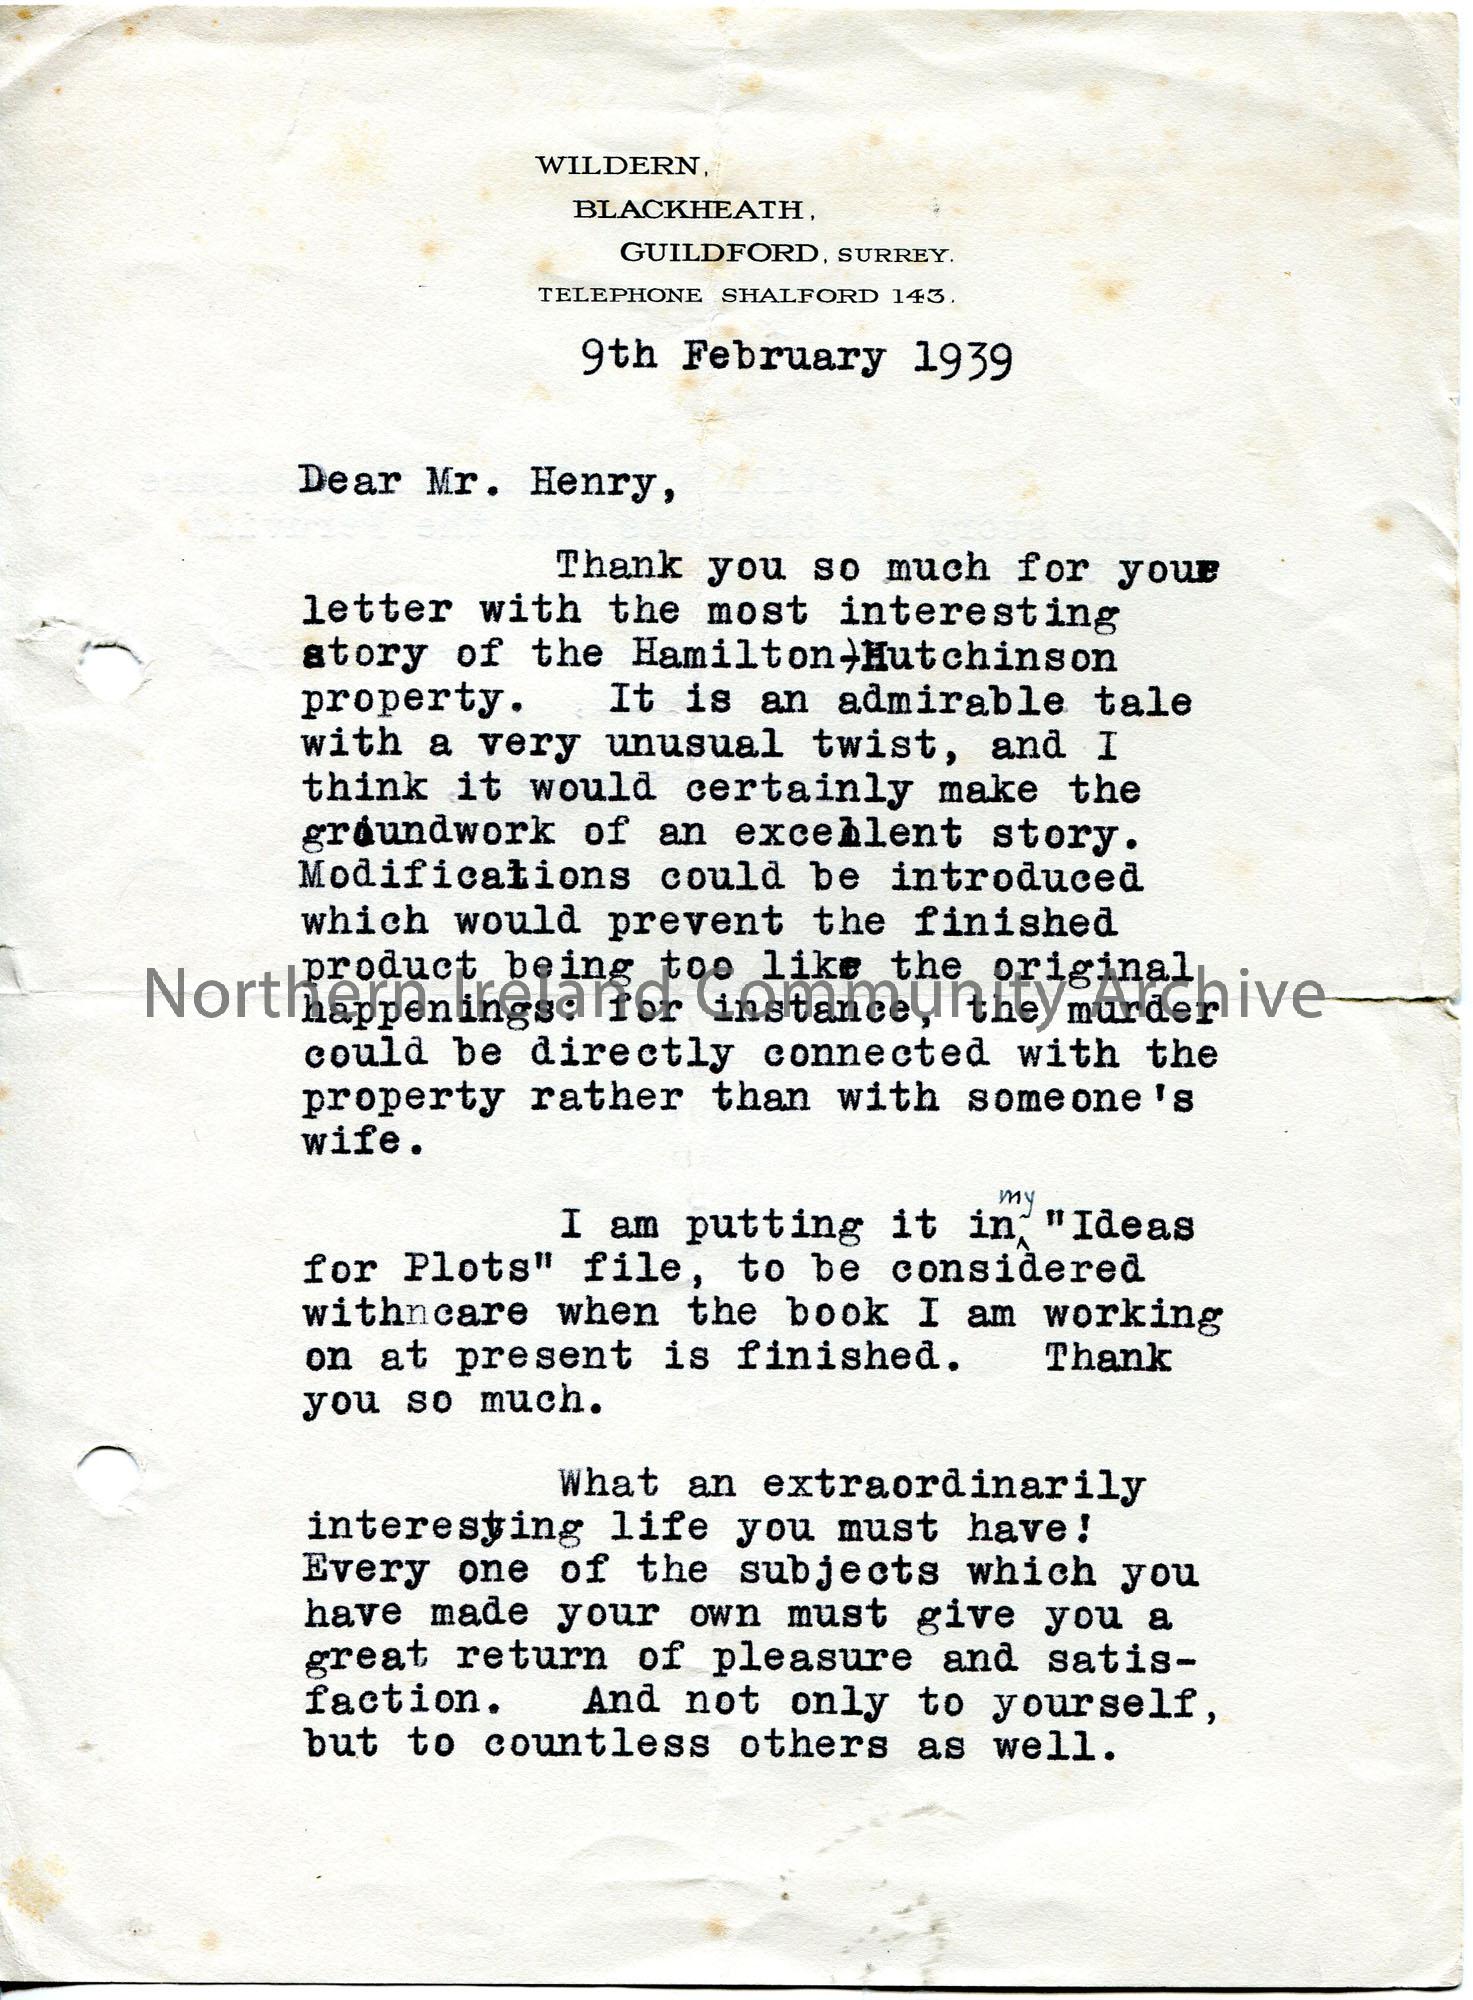 WILDERN,
BLACKHEATH,
GUILDFORD, SURREY.
TELEPHONE SHALFORD 143.
9th February 1939
Dear Mr. Henry,
Thank you so much for your
letter with the most interesting
story of the Hamilton-Hutchinson
property. It is an admirable tale
with a very unusual twist, and I
think it would certainly make the
groundwork of an excellent story.
Modifications could be introduced
which would prevent the finished
product being too like the original
Northern Ireland Community Archive
happenings: for instance, the murder
could be directly connected with the
property rather than with someone's
wife.
I am putting it in my "Ideas
for Plots" file, to be considered
withncare when the book I am working
on at present is finished. Thank
you so much.
What an extraordinarily
interesting life you must have!
Every one of the subjects which you
have made your own must give you a
great return of pleasure and satis-
faction. And not only to yourself,
but to countless others as well.